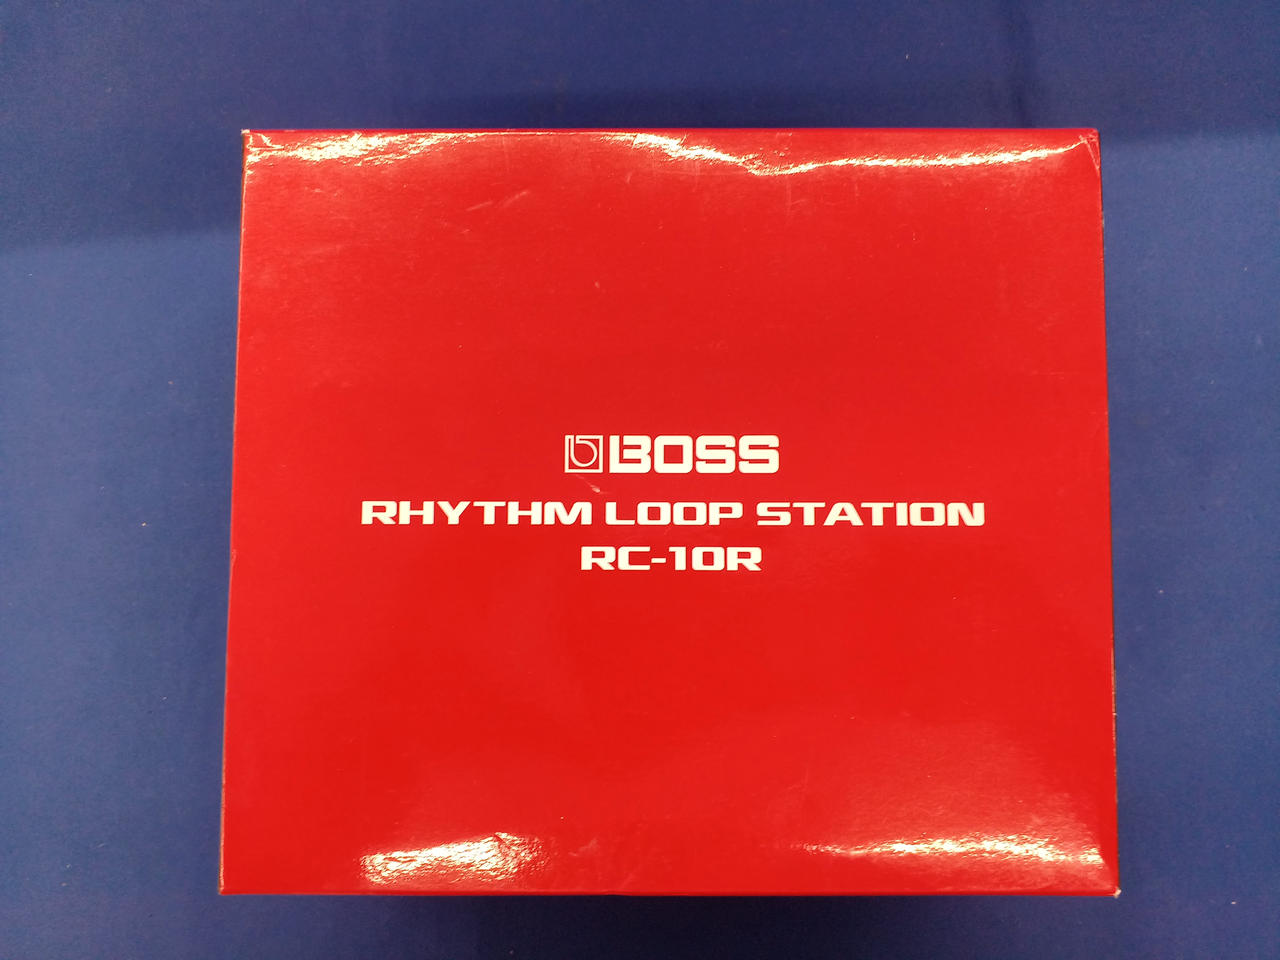 BOSS
RHYTHM LOOP STATION
RC-10R